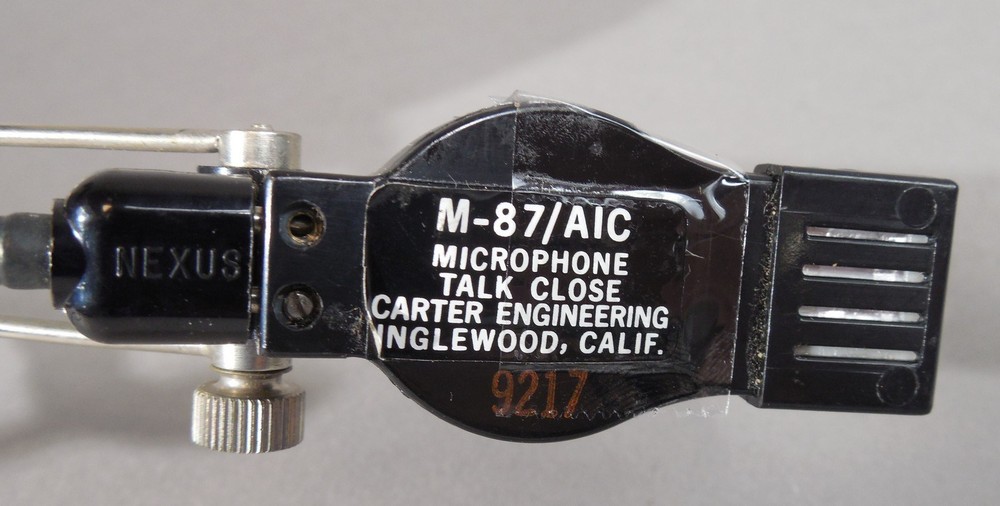 NEXUS
M-87/AIC
MICROPHONE
TALK CLOSE
CARTER ENGINEERING
INGLEWOOD, CALIF.
9217